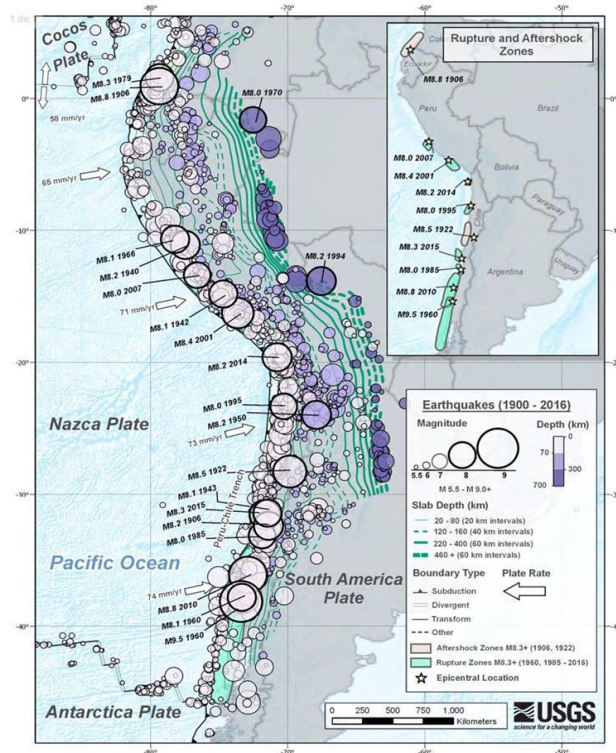 -80°
-70°
-60°
-50°
Cocos
Plate
Rupture and Aftershock
Zones
Ecuador
M8.8 1906
Peru
Brazil
M8.0 2007
M8.4 2001
Bolivia
M8.2 2014
M8.0 1995
Paraguay
M8.5 1922
Chile
M8.3 2015
Uruguay
M8.0 1985
Argentina
M8.8 2010
M9.5 1960
M8.3 1979
M8.8 1906
M8.0 1970
0°
58 mm/yr
65 mm/yr
-10°
M8.1 1966
M8.2 1940
M8.0 2007
M8.2 1994
71 mm/yr
M8.1 1942
M8.4 2001
M8.2 2014
-20°
M8.0 1995
M8.2 1950
Nazca Plate
73 mm/yr
M8.5 1922
M8.1 1943
M8.3 2015
M8.2 1906
M8.0 1985
-30°
Peru-Chile Trench
Pacific Ocean
74 mm/yr
South America
Plate
M8.8 2010
M8.1 1960
M9.5 1960
-40°
Antarctica Plate
Earthquakes (1900 - 2016)
Magnitude
Depth (km)
0
70
300
700
5.5 6 7 8 9
M 5.5 - M 9.0+
Slab Depth (km)
20 - 80 (20 km intervals)
120 - 160 (40 km intervals)
220 - 400 (60 km intervals)
460 + (60 km intervals)
Boundary Type
Plate Rate
Subduction
Divergent
Transform
Other
Aftershock Zones M8.3+ (1906, 1922)
Rupture Zones M8.3+ (1960, 1985 - 2016)
Epicentral Location
0 250 500 750 1,000
Kilometers
USGS
science for a changing world
-80°
-70°
-60°
-50°